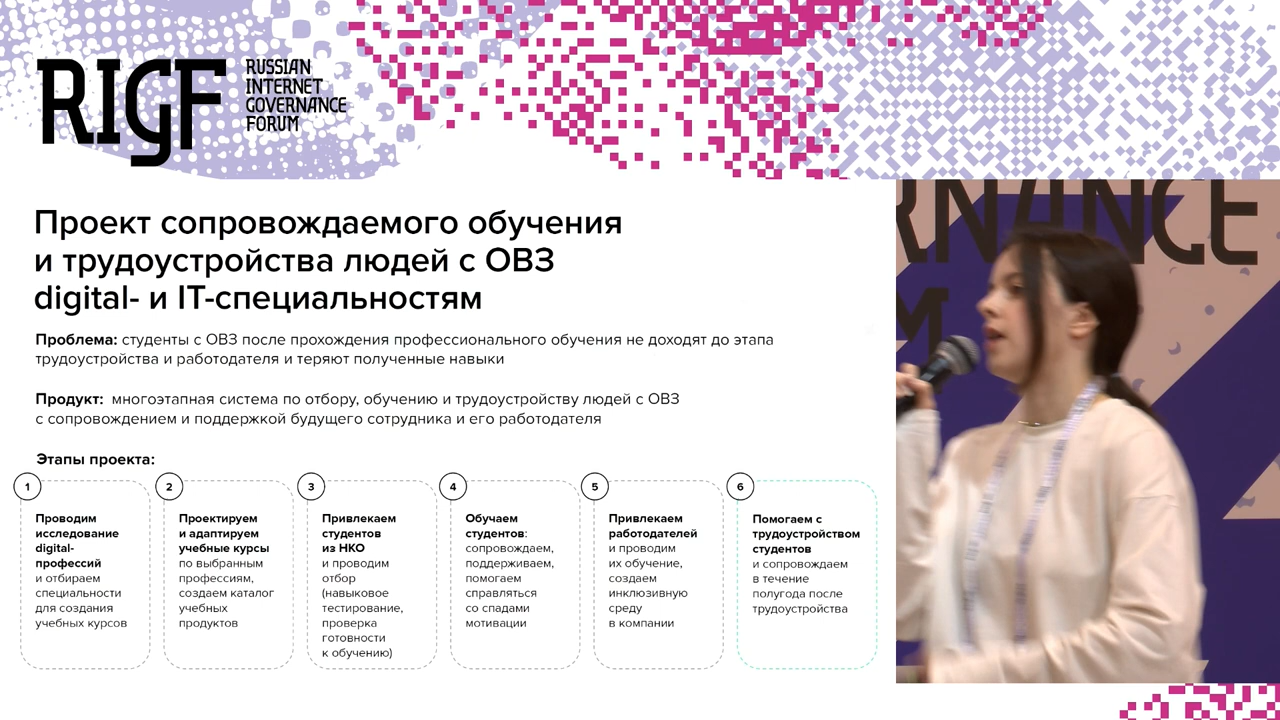 RIGF
RUSSIAN
INTERNET
GOVERNANCE
FORUM
Проект сопровождаемого обучения
и трудоустройства людей с ОВЗ
digital- и IT-специальностям
Проблема: студенты с ОВЗ после прохождения профессионального обучения не доходят до этапа
трудоустройства и работодателя и теряют полученные навыки
Продукт: многоэтапная система по отбору, обучению и трудоустройству людей с ОВЗ
с сопровождением и поддержкой будущего сотрудника и его работодателя
Этапы проекта:
1
Проводим
исследование
digital-
профессий
и отбираем
специальности
для создания
учебных курсов
2
Проектируем
и адаптируем
учебные курсы
по выбранным
профессиям,
создаем каталог
учебных
продуктов
3
Привлекаем
студентов
из НКО
и проводим
отбор
(навыковое
тестирование,
проверка
готовности
к обучению)
4
Обучаем
студентов:
сопровождаем,
поддерживаем,
помогаем
справляться
со спадами
мотивации
5
Привлекаем
работодателей
и проводим
их обучение,
создаем
инклюзивную
среду
в компании
6
Помогаем с
трудоустройством
студентов
и сопровождаем
в течение
полугода после
трудоустройства
RNANCE
M